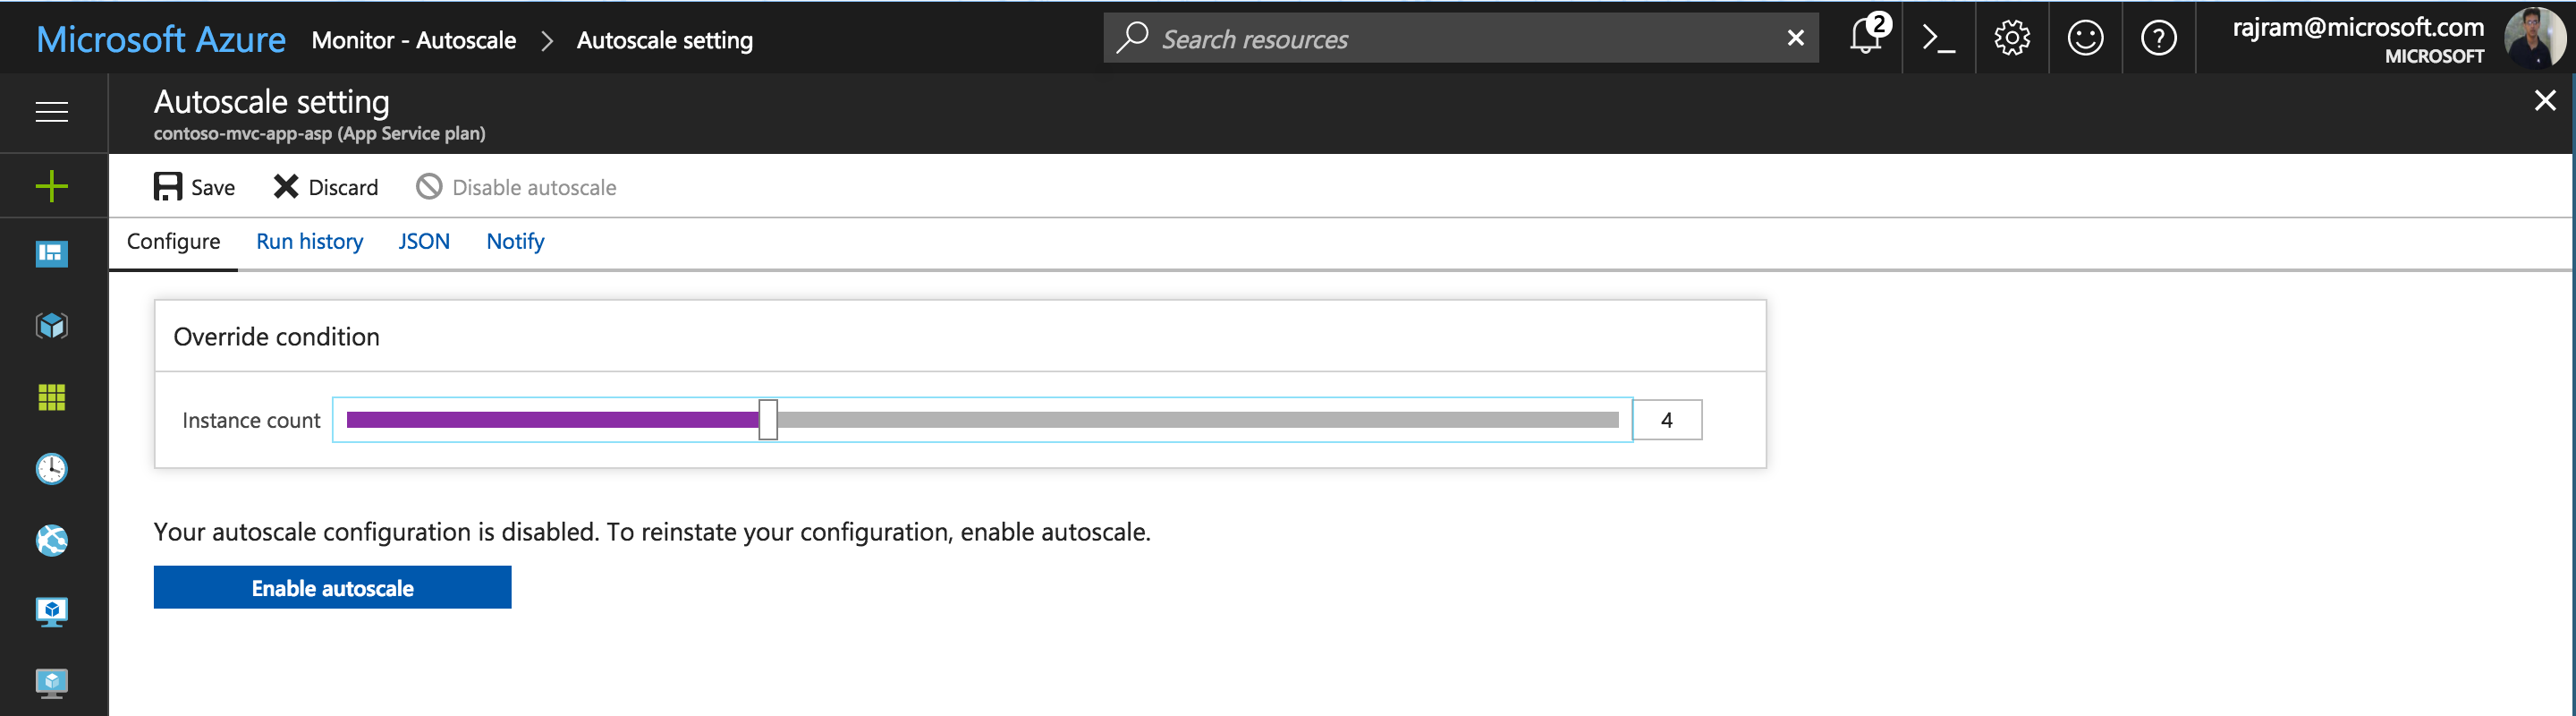 Microsoft Azure Monitor - Autoscale > Autoscale setting Search resources 2 rajram@microsoft.com
MICROSOFT
Autoscale setting
contoso-mvc-app-asp (App Service plan)
Save Discard Disable autoscale
Configure Run history JSON Notify
Override condition
Instance count 4
Your autoscale configuration is disabled. To reinstate your configuration, enable autoscale.
Enable autoscale